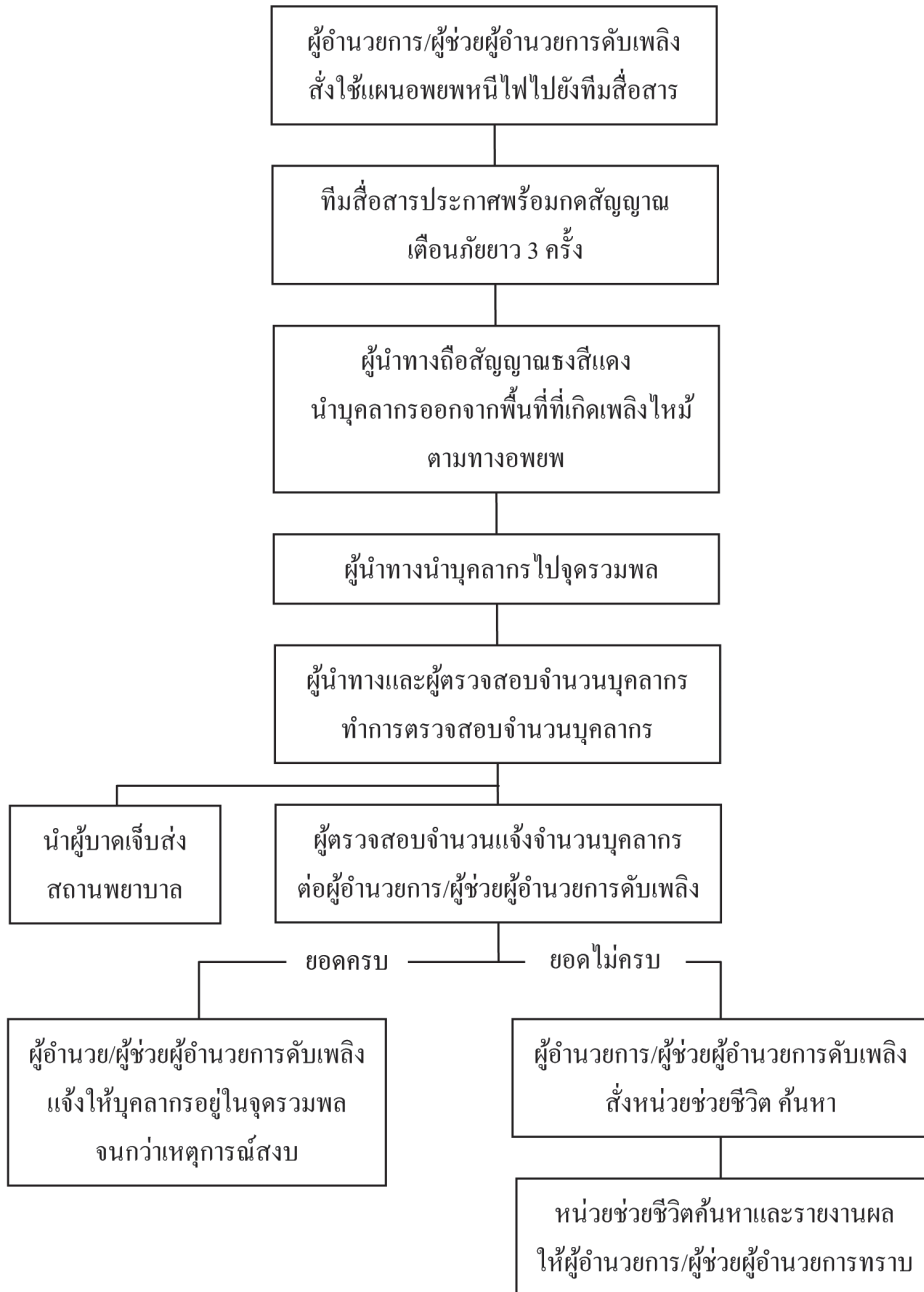 ผู้อำนวยการ/ผู้ช่วยผู้อำนวยการดับเพลิง
สั่งใช้แผนอพยพหนีไฟไปยังทีมสื่อสาร
ทีมสื่อสารประกาศพร้อมกดสัญญาณ
เตือนภัยยาว 3 ครั้ง
ผู้นำทางถือสัญญาณธงสีแดง
นำบุคลากรออกจากพื้นที่ที่เกิดเพลิงไหม้
ตามทางอพยพ
ผู้นำทางนำบุคลากรไปจุดรวมพล
ผู้นำทางและผู้ตรวจสอบจำนวนบุคลากร
ทำการตรวจสอบจำนวนบุคลากร
นำผู้บาดเจ็บส่ง
สถานพยาบาล
ผู้ตรวจสอบจำนวนแจ้งจำนวนบุคลากร
ต่อผู้อำนวยการ/ผู้ช่วยผู้อำนวยการดับเพลิง
ยอดครบ
ยอดไม่ครบ
ผู้อำนวย/ผู้ช่วยผู้อำนวยการดับเพลิง
แจ้งให้บุคลากรอยู่ในจุดรวมพล
จนกว่าเหตุการณ์สงบ
ผู้อำนวยการ/ผู้ช่วยผู้อำนวยการดับเพลิง
สั่งหน่วยช่วยชีวิต ค้นหา
หน่วยช่วยชีวิตค้นหาและรายงานผล
ให้ผู้อำนวยการ/ผู้ช่วยผู้อำนวยการทราบ